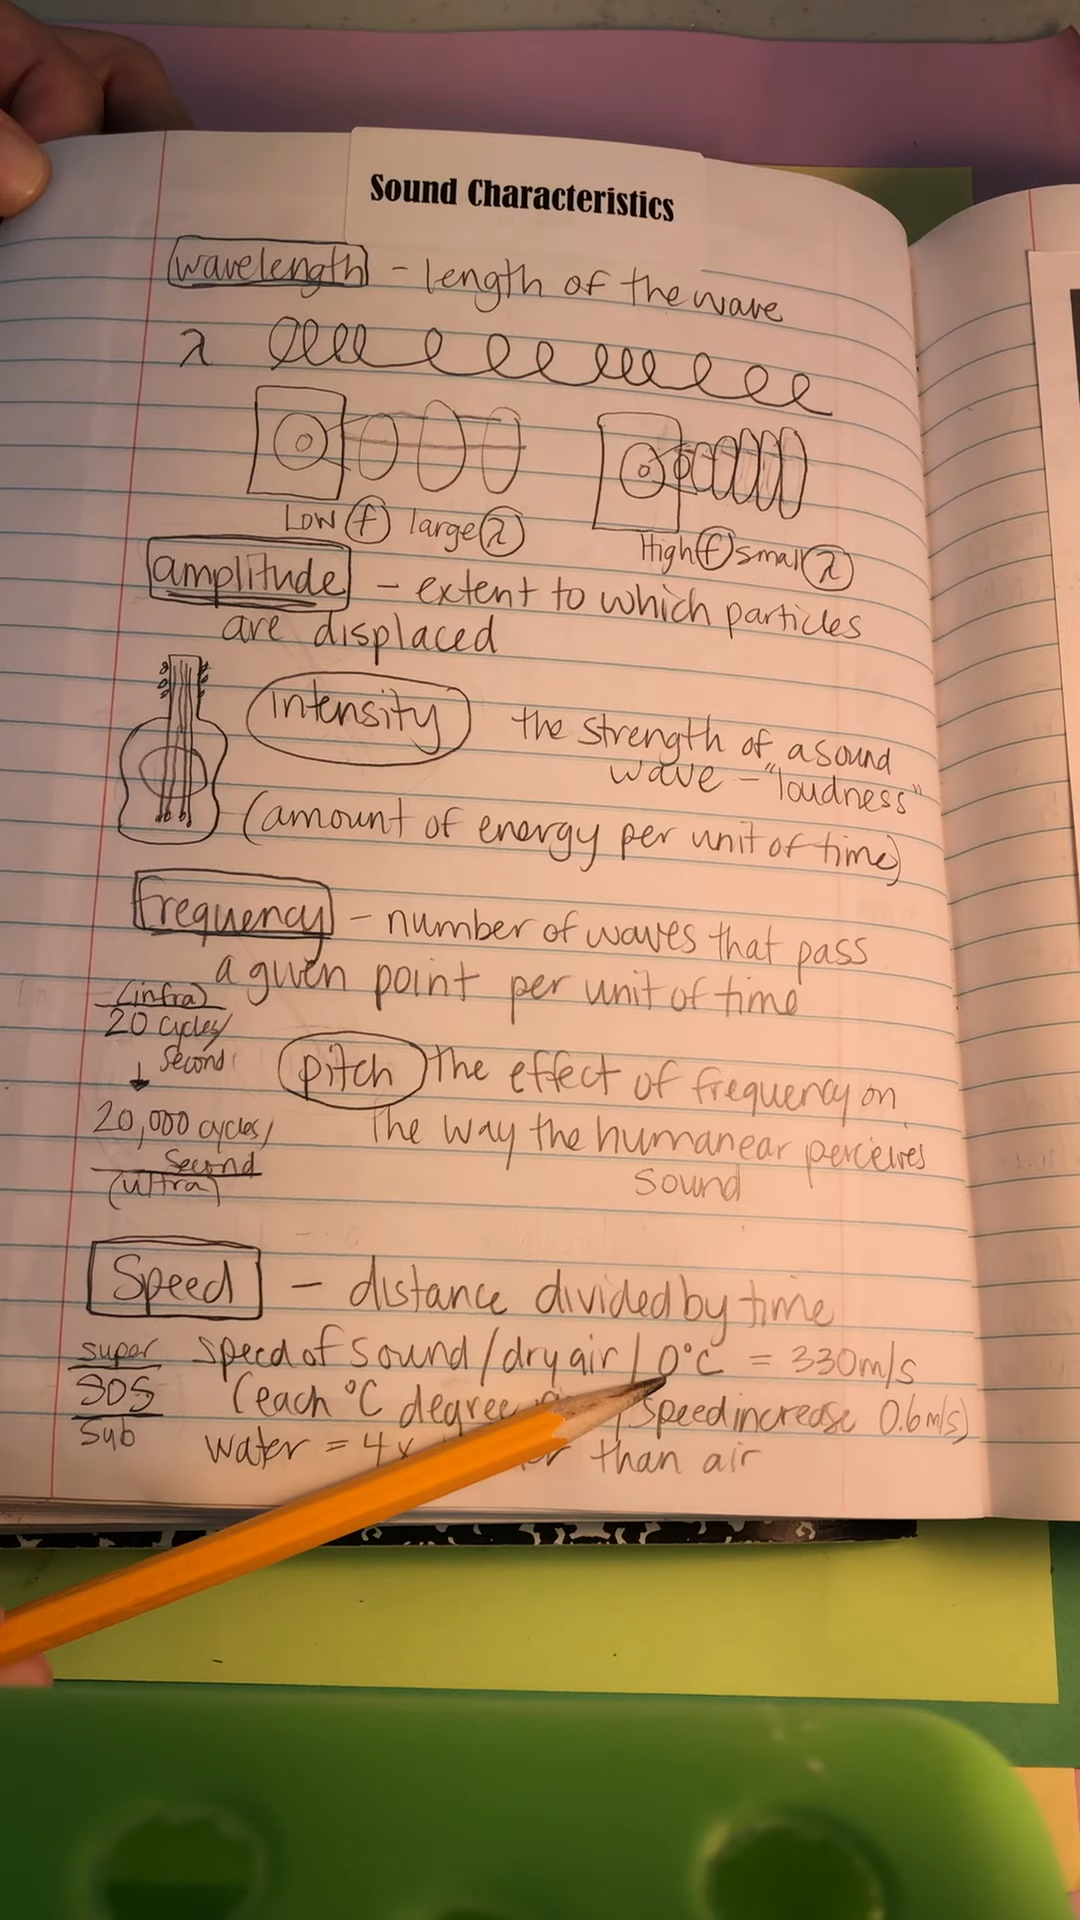 Sound Characteristics
wavelength - length of the wave
λ
Low f large λ
High f small λ
amplitude - extent to which particles
are displaced
intensity the strength of a sound
wave - "loudness"
(amount of energy per unit of time)
frequency - number of waves that pass
a given point per unit of time
(infra)
20 cycles/
second
20,000 cycles/
second
(ultra)
pitch The effect of frequency on
the way the human ear perceives
sound
Speed - distance divided by time
super
SOS
sub
speed of sound/dry air/0°C = 330m/s
(each °C degree speed increase 0.6m/s)
water = 4x than air